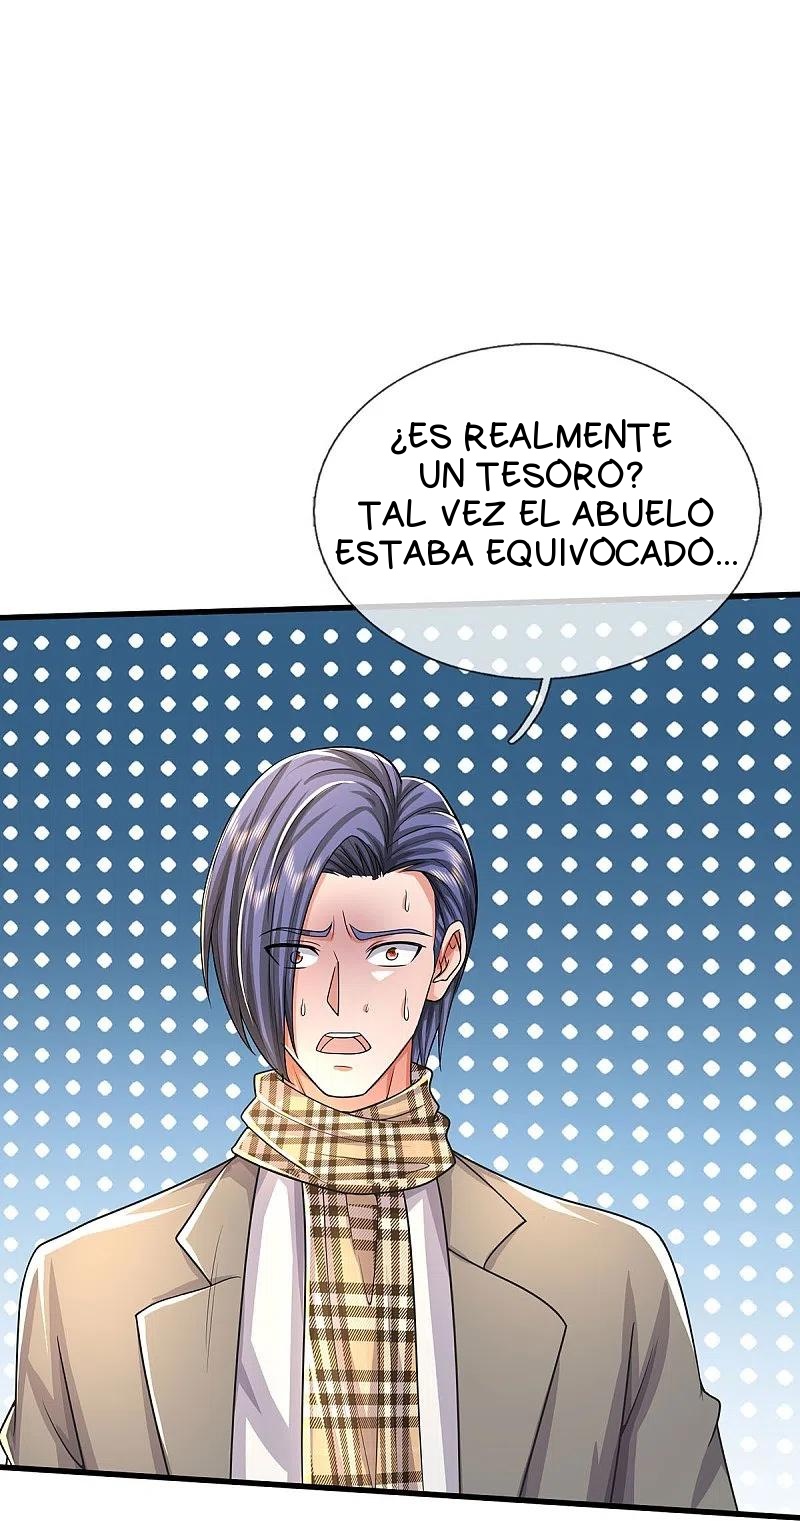 ¿ES REALMENTE
UN TESORO?
TAL VEZ EL ABUELO
ESTABA EQUIVOCADO...